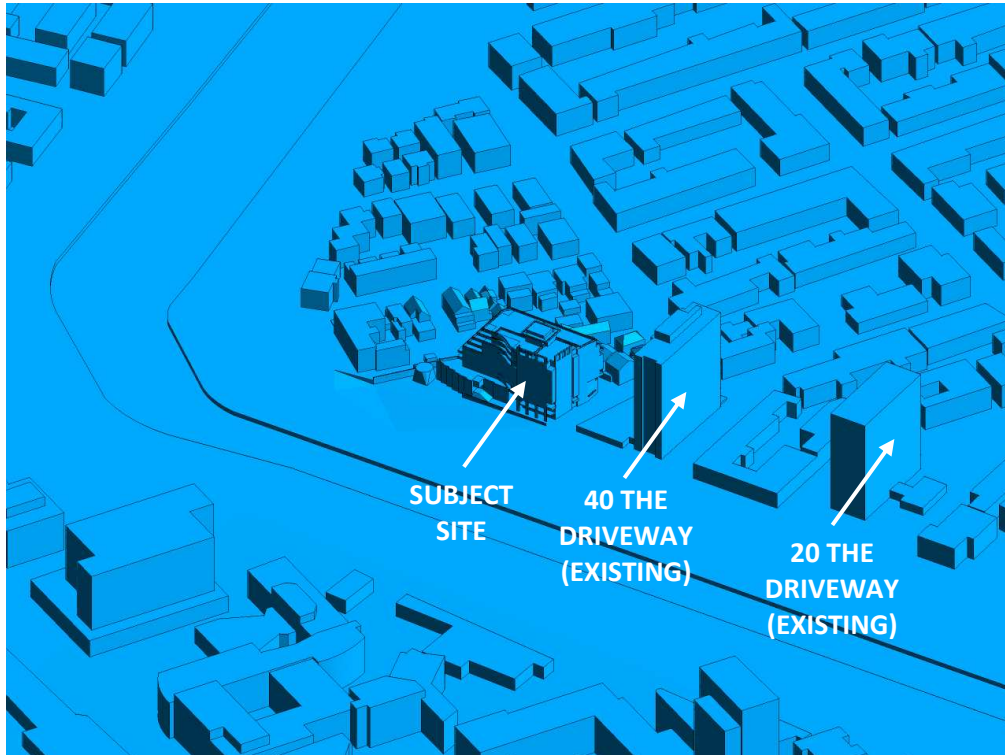 SUBJECT
SITE
40 THE
DRIVEWAY
(EXISTING)
20 THE
DRIVEWAY
(EXISTING)